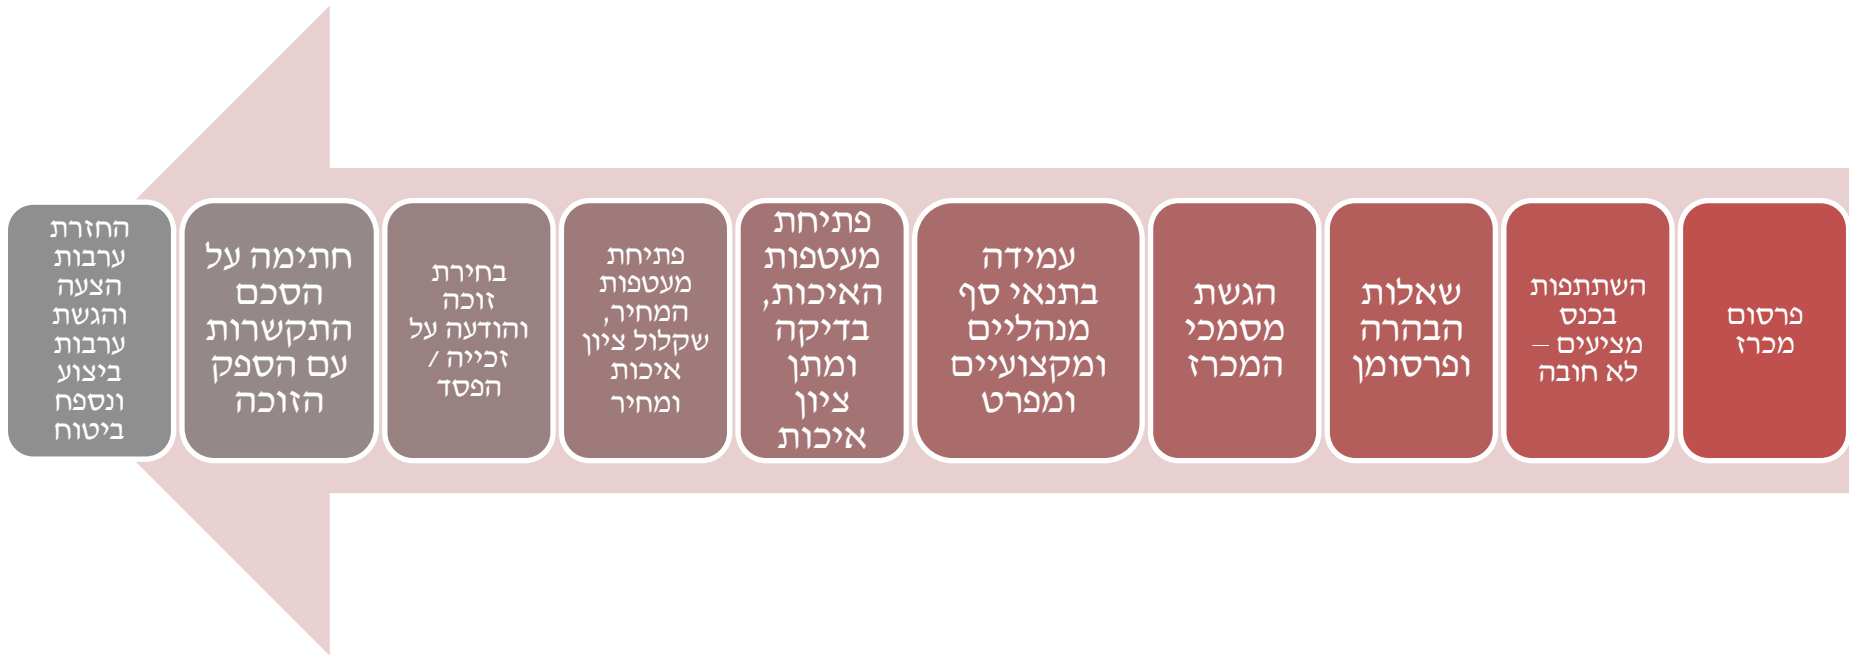 פרסום
מכרז
השתתפות
בכנס
מציעים –
לא חובה
שאלות
הבהרה
ופרסומן
הגשת
מסמכי
המכרז
עמידה
בתנאי סף
מנהליים
ומקצועיים
ומפרט
פתיחת
מעטפות
האיכות,
בדיקה
ומתן
ציון
איכות
פתיחת
מעטפות
המחיר,
שקלול ציון
איכות
ומחיר
בחירת
זוכה
והודעה על
זכייה /
הפסד
חתימה על
הסכם
התקשרות
עם הספק
הזוכה
החזרת
ערבות
הצעה
והגשת
ערבות
ביצוע
ונספח
ביטוח